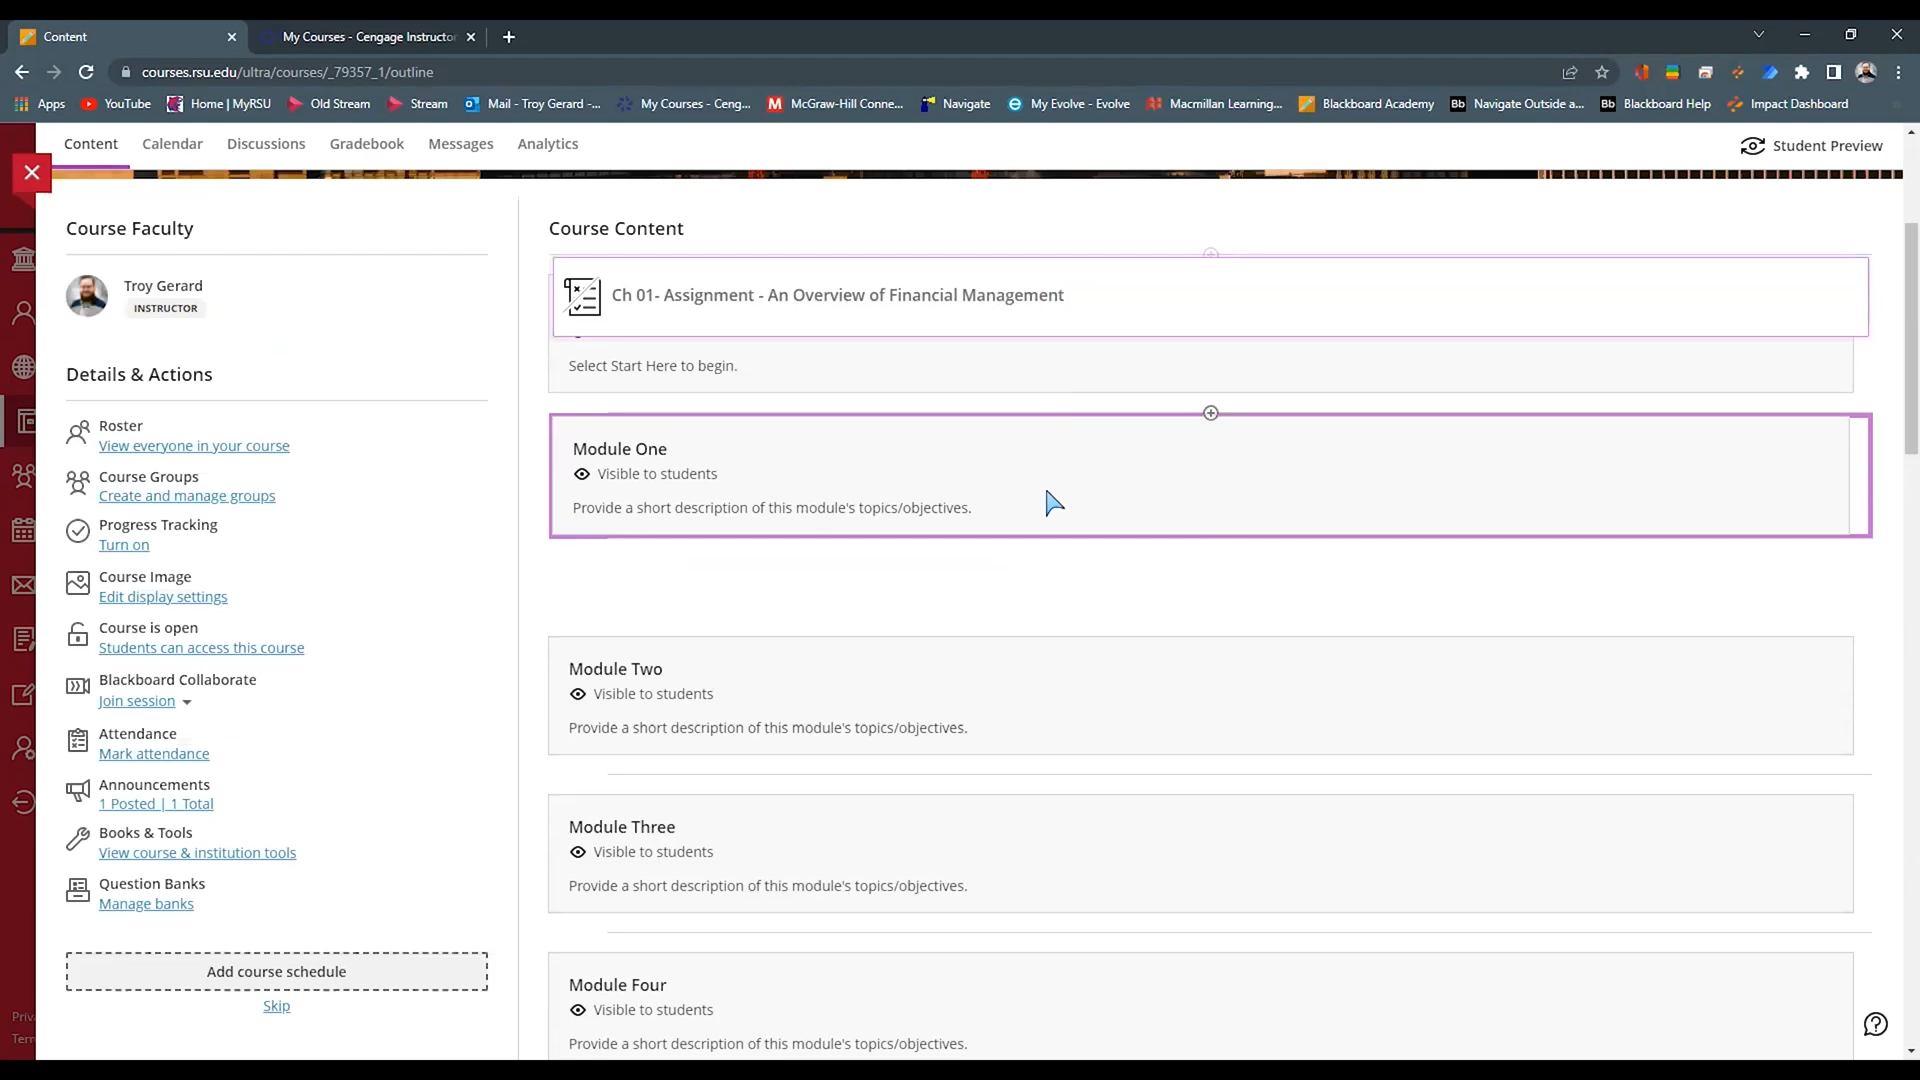 Content
My Courses - Cengage Instructor
courses.rsu.edu/ultra/courses/_79357_1/outline
Apps
YouTube
Home | MyRSU
Old Stream
Stream
Mail - Troy Gerard -...
My Courses - Ceng...
McGraw-Hill Conne...
Navigate
My Evolve - Evolve
Macmillan Learning...
Blackboard Academy
Bb Navigate Outside a...
Bb Blackboard Help
Impact Dashboard
Content
Calendar
Discussions
Gradebook
Messages
Analytics
Student Preview
Course Faculty
Troy Gerard
INSTRUCTOR
Details & Actions
Roster
View everyone in your course
Course Groups
Create and manage groups
Progress Tracking
Turn on
Course Image
Edit display settings
Course is open
Students can access this course
Blackboard Collaborate
Join session
Attendance
Mark attendance
Announcements
1 Posted | 1 Total
Books & Tools
View course & institution tools
Question Banks
Manage banks
Add course schedule
Skip
Course Content
Ch 01- Assignment - An Overview of Financial Management
Select Start Here to begin.
Module One
Visible to students
Provide a short description of this module's topics/objectives.
Module Two
Visible to students
Provide a short description of this module's topics/objectives.
Module Three
Visible to students
Provide a short description of this module's topics/objectives.
Module Four
Visible to students
Provide a short description of this module's topics/objectives.